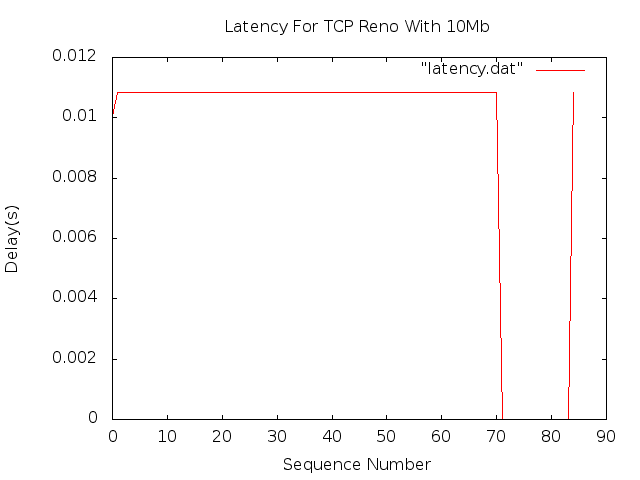 Latency For TCP Reno With 10Mb
"latency.dat"
0.012
0.01
0.008
0.006
0.004
0.002
0
Delay(s)
0 10 20 30 40 50 60 70 80 90
Sequence Number